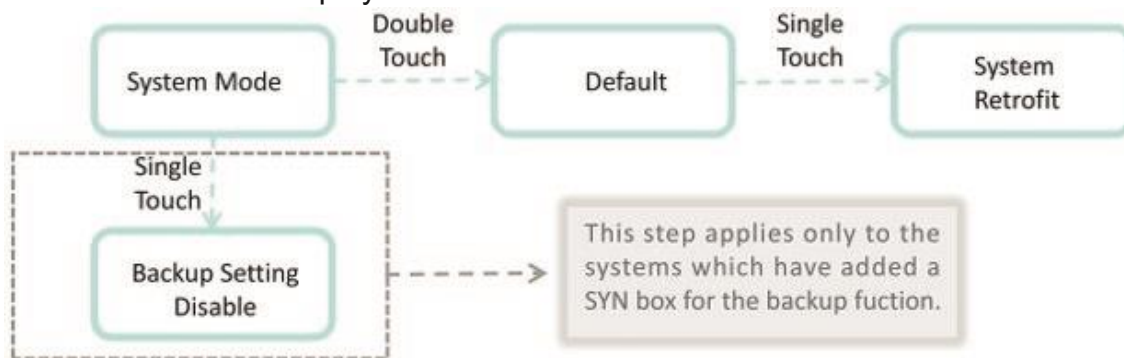 Double
Touch
Single
Touch
System Mode
Default
System
Retrofit
Single
Touch
Backup Setting
Disable
This step applies only to the
systems which have added a
SYN box for the backup fuction.